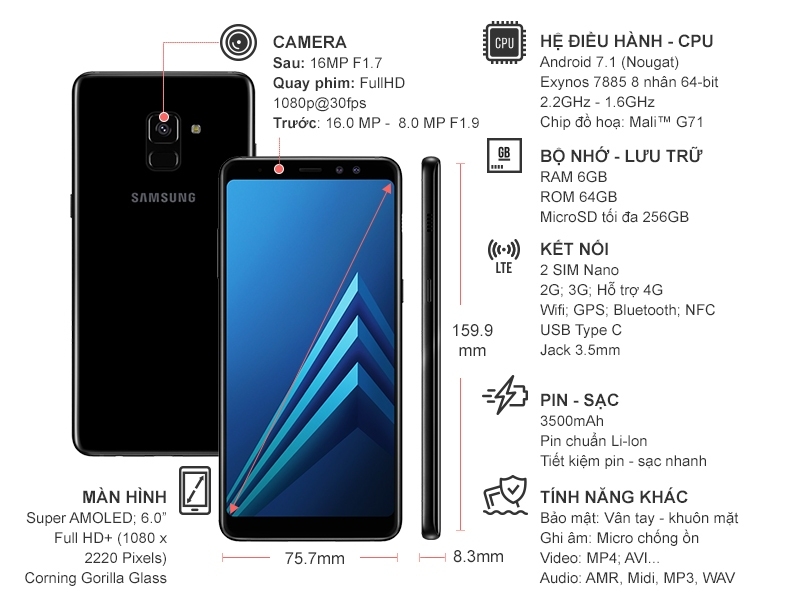 CAMERA
Sau: 16MP F1.7
Quay phim: FullHD
1080p@30fps
Trước: 16.0 MP - 8.0 MP F1.9
SAMSUNG
CPU
HỆ ĐIỀU HÀNH - CPU
Android 7.1 (Nougat)
Exynos 7885 8 nhân 64-bit
2.2GHz - 1.6GHz
Chip đồ hoạ: Mali™ G71
GB
BỘ NHỚ - LƯU TRỮ
RAM 6GB
ROM 64GB
MicroSD tối đa 256GB
LTE
KẾT NỐI
2 SIM Nano
2G; 3G; Hỗ trợ 4G
Wifi; GPS; Bluetooth; NFC
USB Type C
Jack 3.5mm
159.9
mm
PIN - SẠC
3500mAh
Pin chuẩn Li-Ion
Tiết kiệm pin - sạc nhanh
MÀN HÌNH
Super AMOLED; 6.0”
Full HD+ (1080 x
2220 Pixels)
Corning Gorilla Glass
75.7mm
8.3mm
TÍNH NĂNG KHÁC
Bảo mật: Vân tay - khuôn mặt
Ghi âm: Micro chống ồn
Video: MP4; AVI...
Audio: AMR, Midi, MP3, WAV